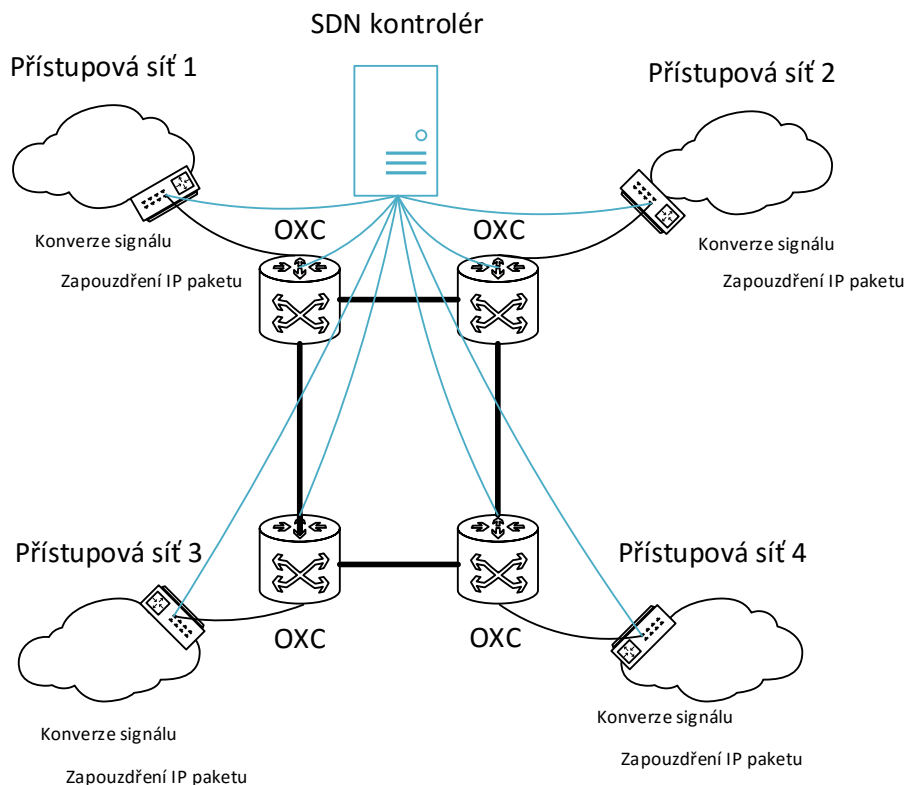 SDN kontrolér
Přístupová síť 1
Přístupová síť 2
OXC
OXC
Konverze signálu
Zapouzdření IP paketu
Konverze signálu
Zapouzdření IP paketu
Přístupová síť 3
Přístupová síť 4
OXC
OXC
Konverze signálu
Zapouzdření IP paketu
Konverze signálu
Zapouzdření IP paketu